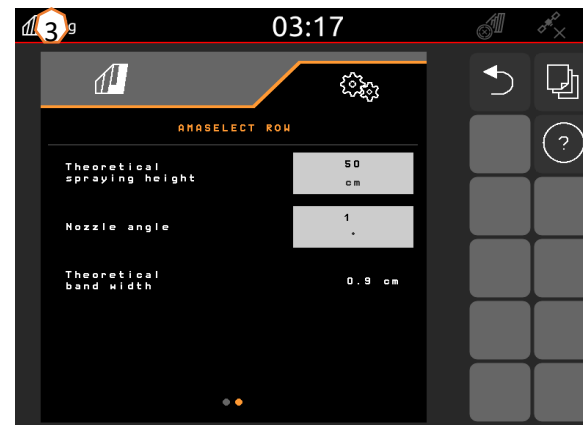 3 g
03:17
AMASELECT ROW
Theoretical
spraying height
50
cm
Nozzle angle
1
°
Theoretical
band width
0.9 cm
?